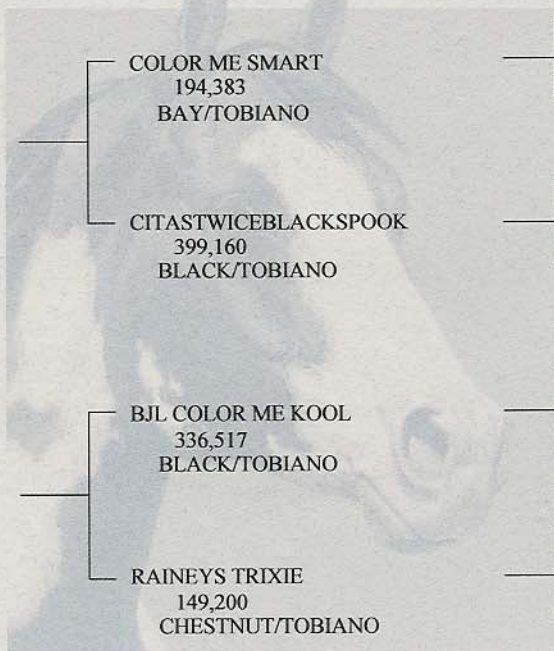 COLOR ME SMART
194,383
BAY/TOBIANO
CITASTWICEBLACKSPOOK
399,160
BLACK/TOBIANO
BJL COLOR ME KOOL
336,517
BLACK/TOBIANO
RAINEYS TRIXIE
149,200
CHESTNUT/TOBIANO